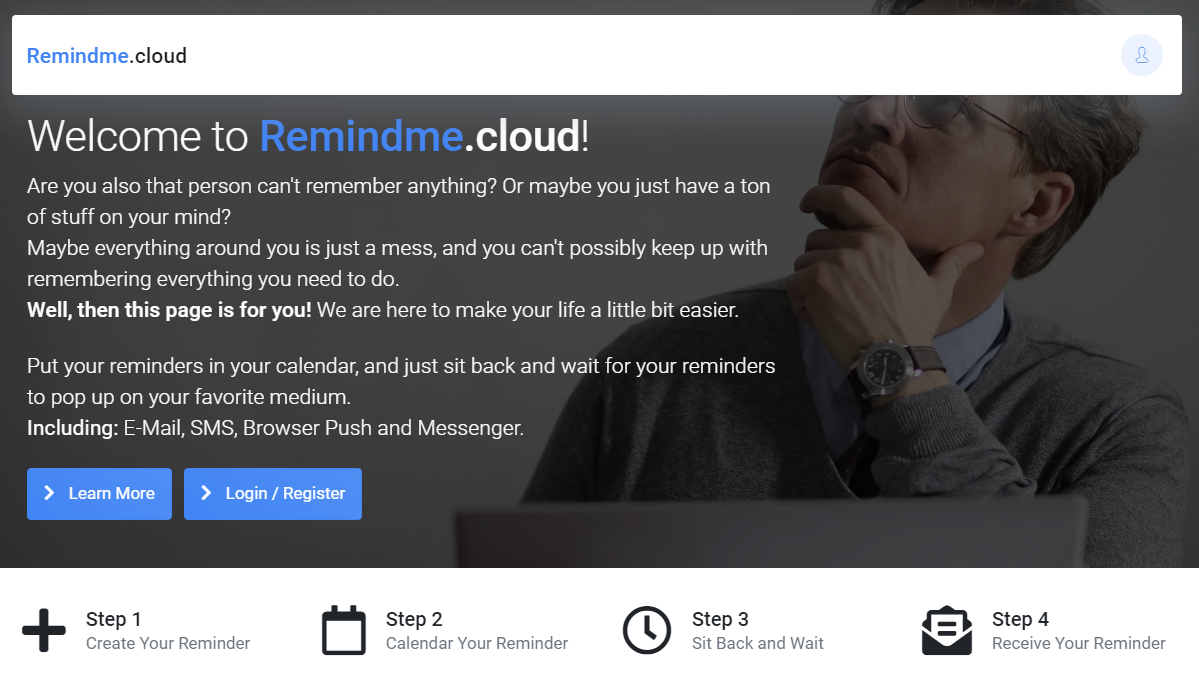 Remindme.cloud
Welcome to Remindme.cloud!
Are you also that person can't remember anything? Or maybe you just have a ton
of stuff on your mind?
Maybe everything around you is just a mess, and you can't possibly keep up with
remembering everything you need to do.
Well, then this page is for you! We are here to make your life a little bit easier.
Put your reminders in your calendar, and just sit back and wait for your reminders
to pop up on your favorite medium.
Including: E-Mail, SMS, Browser Push and Messenger.
Learn More
Login / Register
Step 1
Create Your Reminder
Step 2
Calendar Your Reminder
Step 3
Sit Back and Wait
Step 4
Receive Your Reminder